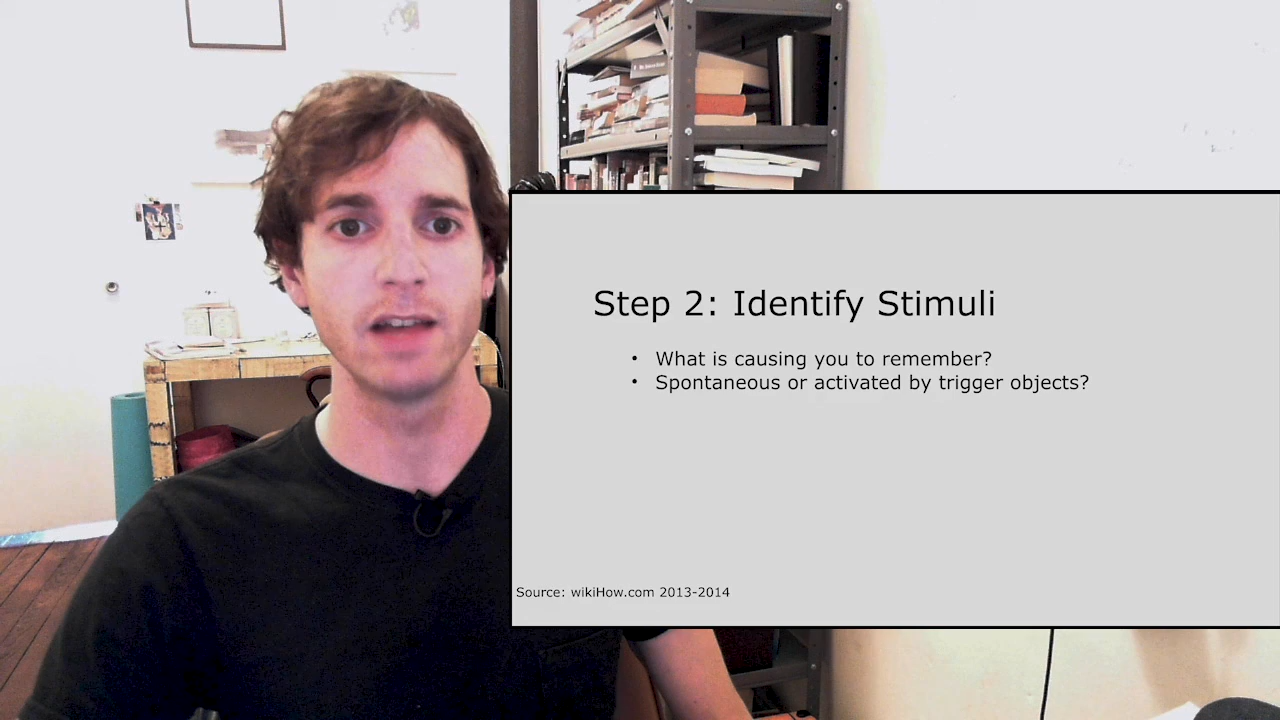 Step 2: Identify Stimuli
• What is causing you to remember?
• Spontaneous or activated by trigger objects?
Source: wikiHow.com 2013-2014